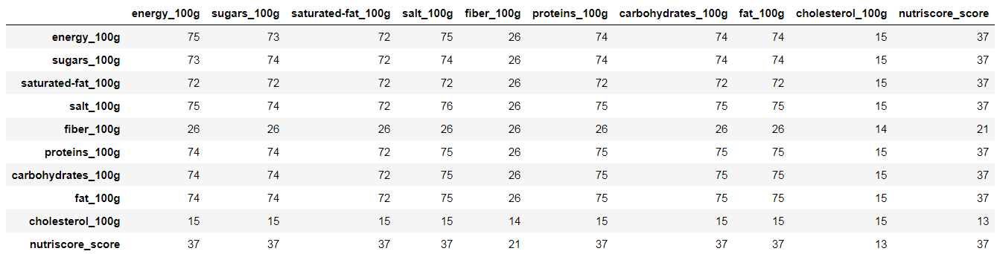 energy_100g sugars_100g saturated-fat_100g salt_100g fiber_100g proteins_100g carbohydrates_100g fat_100g cholesterol_100g nutriscore_score
energy_100g 75 73 72 75 26 74 74 74 15 37
sugars_100g 73 74 72 74 26 74 74 74 15 37
saturated-fat_100g 72 72 72 72 26 72 72 72 15 37
salt_100g 75 74 72 76 26 75 75 75 15 37
fiber_100g 26 26 26 26 26 26 26 26 14 21
proteins_100g 74 74 72 75 26 75 75 75 15 37
carbohydrates_100g 74 74 72 75 26 75 75 75 15 37
fat_100g 74 74 72 75 26 75 75 75 15 37
cholesterol_100g 15 15 15 15 14 15 15 15 15 13
nutriscore_score 37 37 37 37 21 37 37 37 13 37